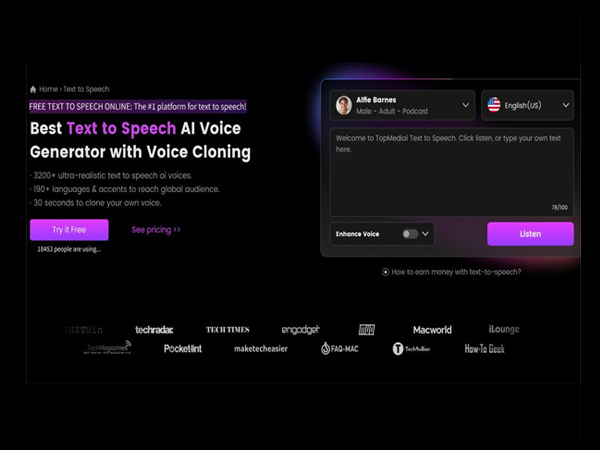 Home › Text to Speech
FREE TEXT TO SPEECH ONLINE: The #1 platform for text to speech!
Best Text to Speech AI Voice
Generator with Voice Cloning
· 3200+ ultra-realistic text to speech ai voices.
· 190+ languages & accents to reach global audience.
· 30 seconds to clone your own voice.
Try it Free
See pricing >>
18453 people are using...
Alfie Barnes
Male - Adult - Podcast
English(US)
Welcome to TopMediai Text to Speech. Click listen, or type your own text
here.
78/100
Enhance Voice
Listen
How to earn money with text-to-speech?
techradar.
TECH TIMES
engadget
MUO
Macworld
iLounge
TechMagazines
Pocketlint
maketecheasier
FAQ-MAC
TechMullion
How-To Geek